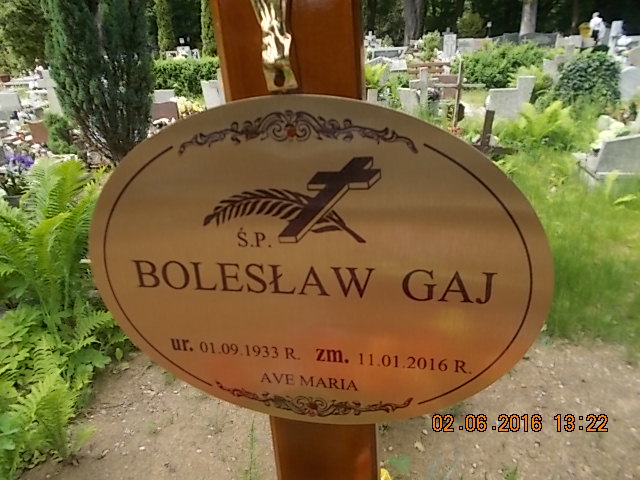 Ś.P.
BOLESŁAW GAJ
ur. 01.09.1933 R. zm. 11.01.2016 R.
AVE MARIA
02.06.2016 13:22